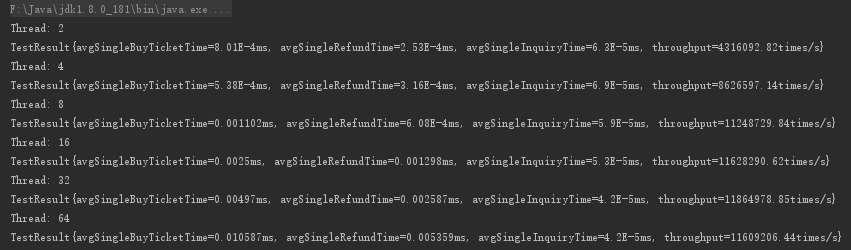 F:\Java\jdk1.8.0_181\bin\java.exe ...
Thread: 2
TestResult{avgSingleBuyTicketTime=8.01E-4ms, avgSingleRefundTime=2.53E-4ms, avgSingleInquiryTime=6.3E-5ms, throughput=4316092.82times/s}
Thread: 4
TestResult{avgSingleBuyTicketTime=5.38E-4ms, avgSingleRefundTime=3.16E-4ms, avgSingleInquiryTime=6.9E-5ms, throughput=8626597.14times/s}
Thread: 8
TestResult{avgSingleBuyTicketTime=0.001102ms, avgSingleRefundTime=6.08E-4ms, avgSingleInquiryTime=5.9E-5ms, throughput=11248729.84times/s}
Thread: 16
TestResult{avgSingleBuyTicketTime=0.0025ms, avgSingleRefundTime=0.001298ms, avgSingleInquiryTime=5.3E-5ms, throughput=11628290.62times/s}
Thread: 32
TestResult{avgSingleBuyTicketTime=0.00497ms, avgSingleRefundTime=0.002587ms, avgSingleInquiryTime=4.2E-5ms, throughput=11864978.85times/s}
Thread: 64
TestResult{avgSingleBuyTicketTime=0.010587ms, avgSingleRefundTime=0.005359ms, avgSingleInquiryTime=4.2E-5ms, throughput=11609206.44times/s}